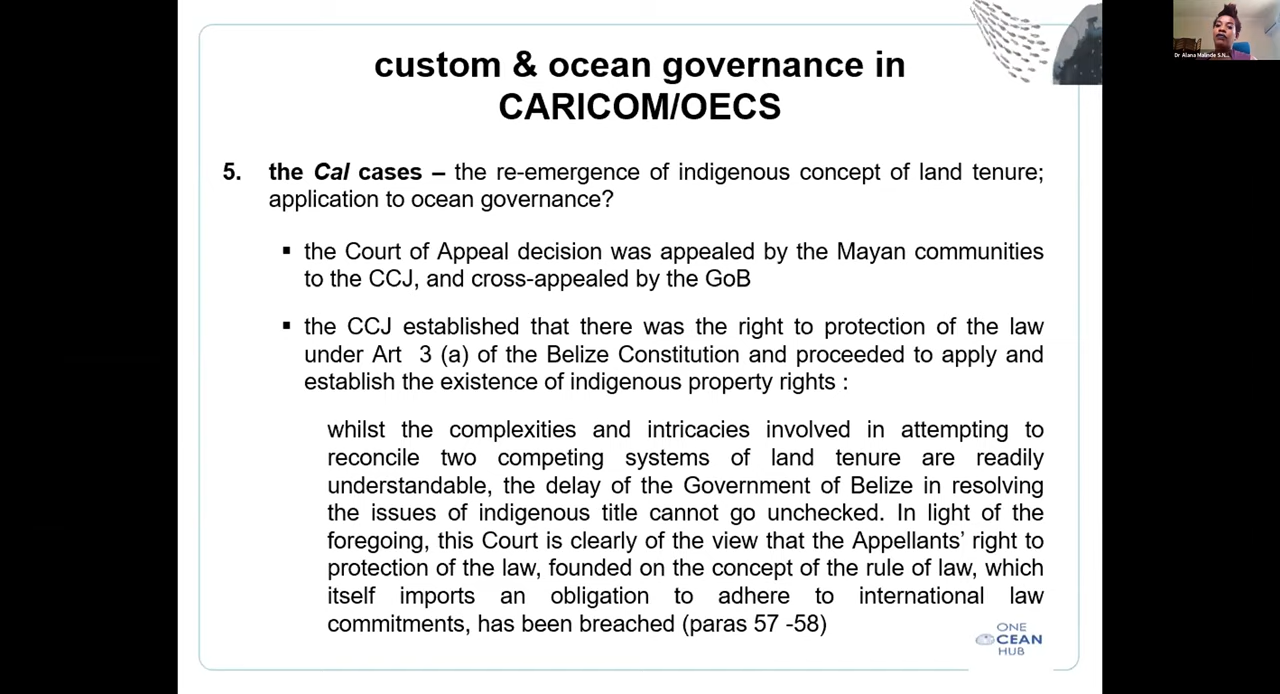 custom & ocean governance in
CARICOM/OECS
5. the Cal cases – the re-emergence of indigenous concept of land tenure;
application to ocean governance?
▪ the Court of Appeal decision was appealed by the Mayan communities
to the CCJ, and cross-appealed by the GoB
▪ the CCJ established that there was the right to protection of the law
under Art 3 (a) of the Belize Constitution and proceeded to apply and
establish the existence of indigenous property rights :
whilst the complexities and intricacies involved in attempting to
reconcile two competing systems of land tenure are readily
understandable, the delay of the Government of Belize in resolving
the issues of indigenous title cannot go unchecked. In light of the
foregoing, this Court is clearly of the view that the Appellants’ right to
protection of the law, founded on the concept of the rule of law, which
itself imports an obligation to adhere to international law
commitments, has been breached (paras 57 -58)
ONE
OCEAN
HUB
Dr Alana Malinde S.N...